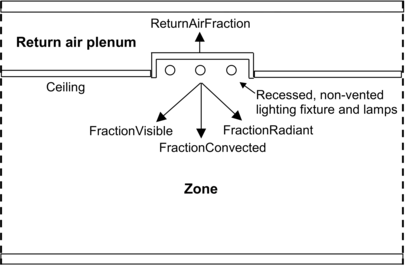 ReturnAirFraction
Return air plenum
Ceiling
Recessed, non-vented
lighting fixture and lamps
FractionVisible
FractionRadiant
FractionConvected
Zone